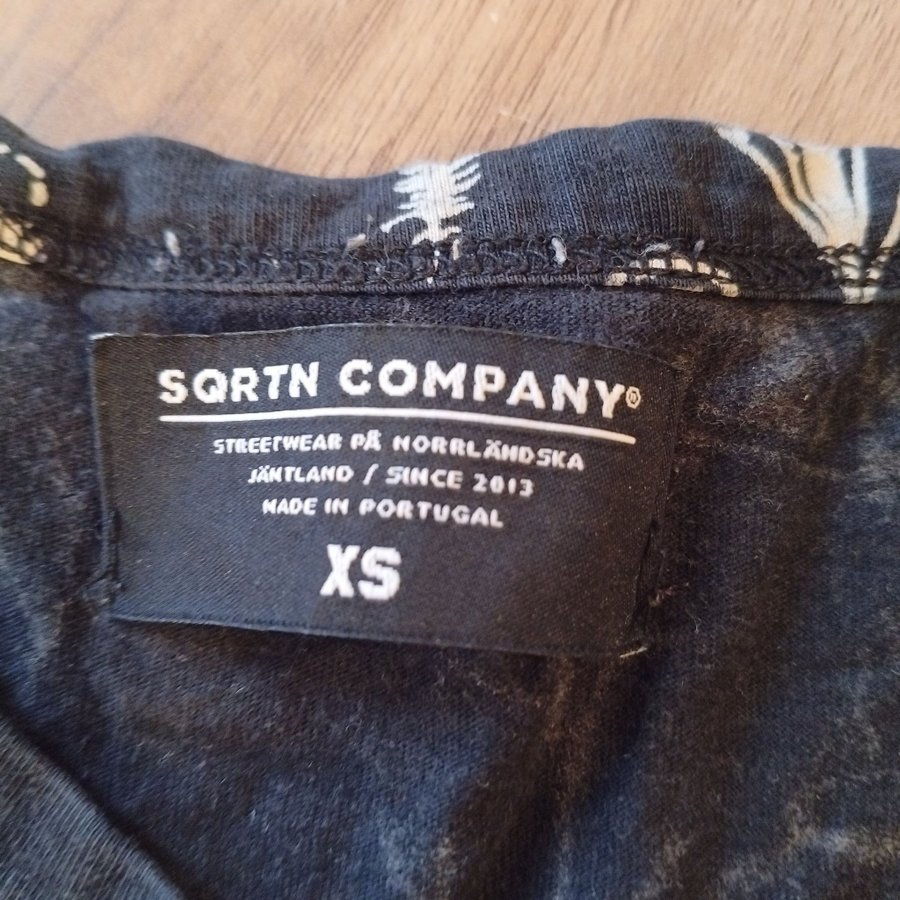 SQRTN COMPANY®
STREETWEAR PÅ NORRLÄNDSKA
JÄNTLAND / SINCE 2013
MADE IN PORTUGAL
XS